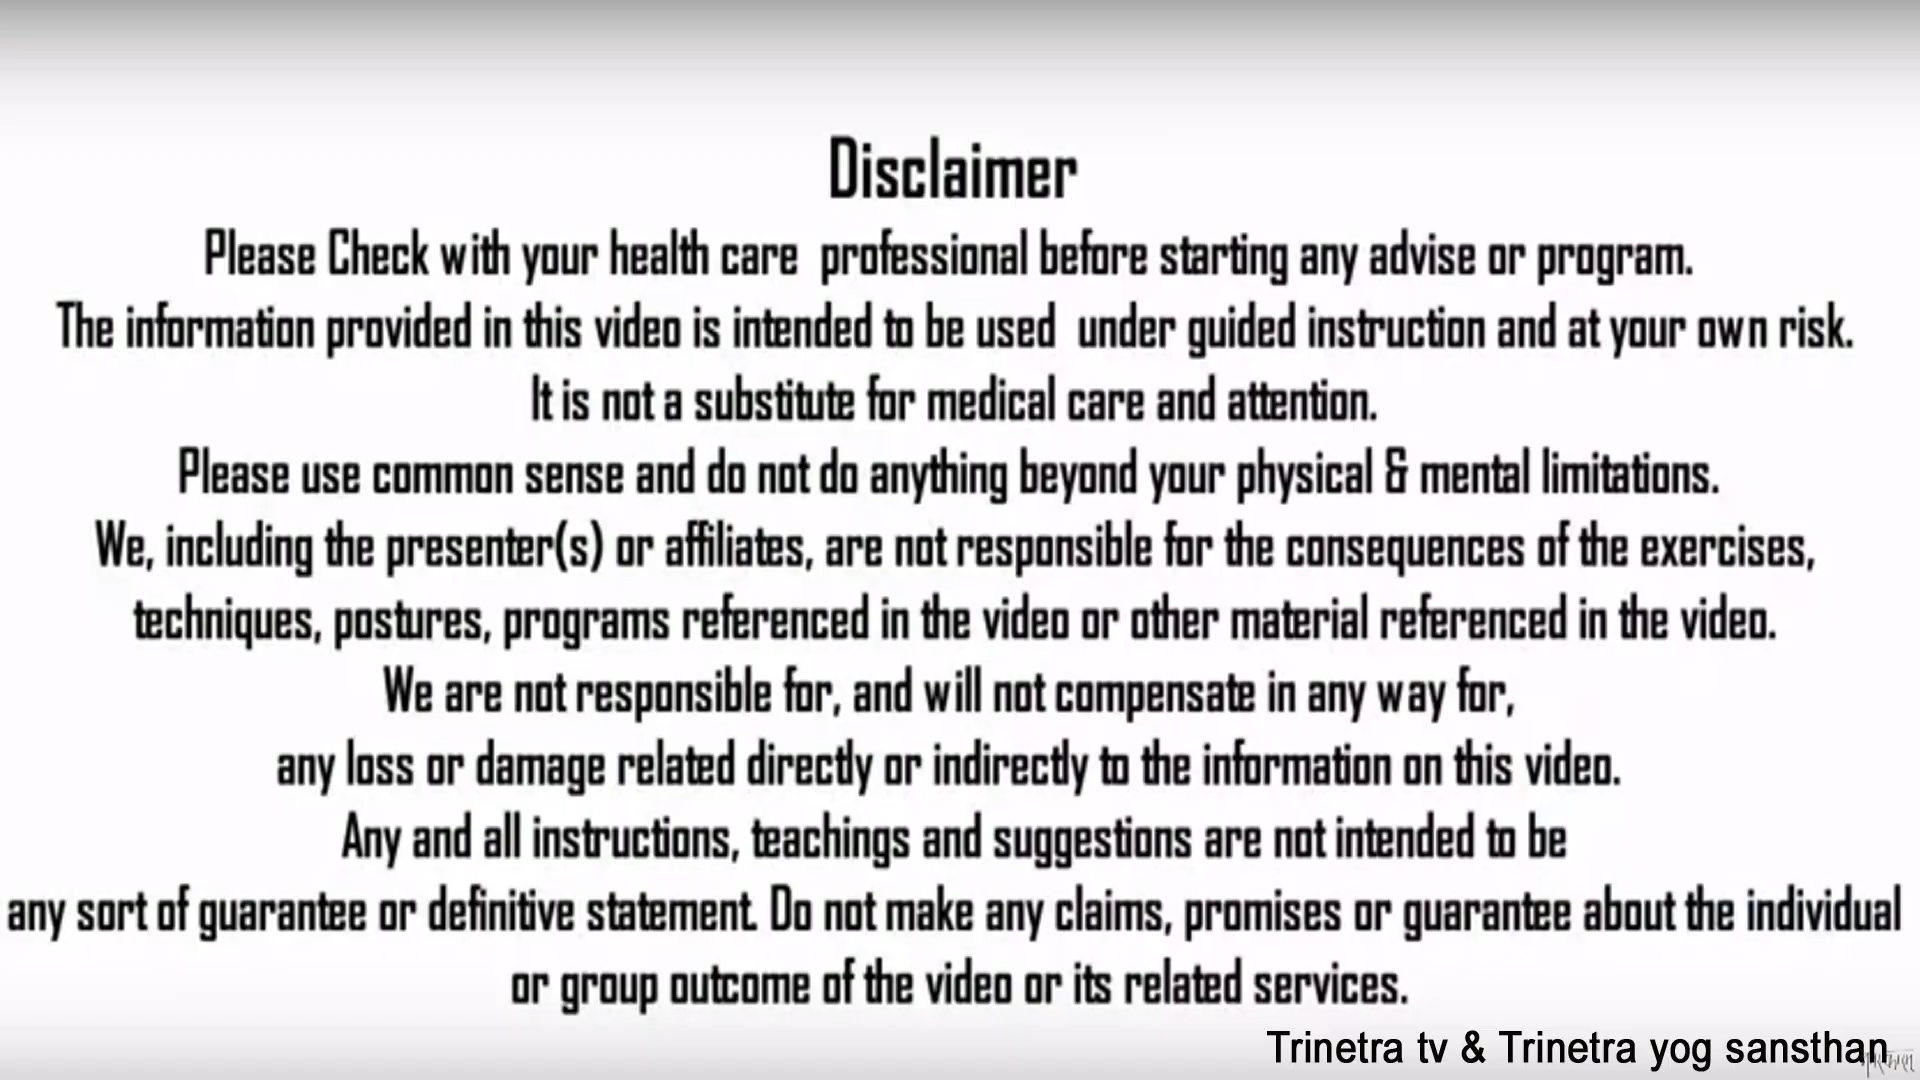 Disclaimer
Please Check with your health care professional before starting any advise or program.
The information provided in this video is intended to be used under guided instruction and at your own risk.
It is not a substitute for medical care and attention.
Please use common sense and do not do anything beyond your physical & mental limitations.
We, including the presenter(s) or affiliates, are not responsible for the consequences of the exercises,
techniques, postures, programs referenced in the video or other material referenced in the video.
We are not responsible for, and will not compensate in any way for,
any loss or damage related directly or indirectly to the information on this video.
Any and all instructions, teachings and suggestions are not intended to be
any sort of guarantee or definitive statement. Do not make any claims, promises or guarantee about the individual
or group outcome of the video or its related services.
Trinetra tv & Trinetra yog sansthan